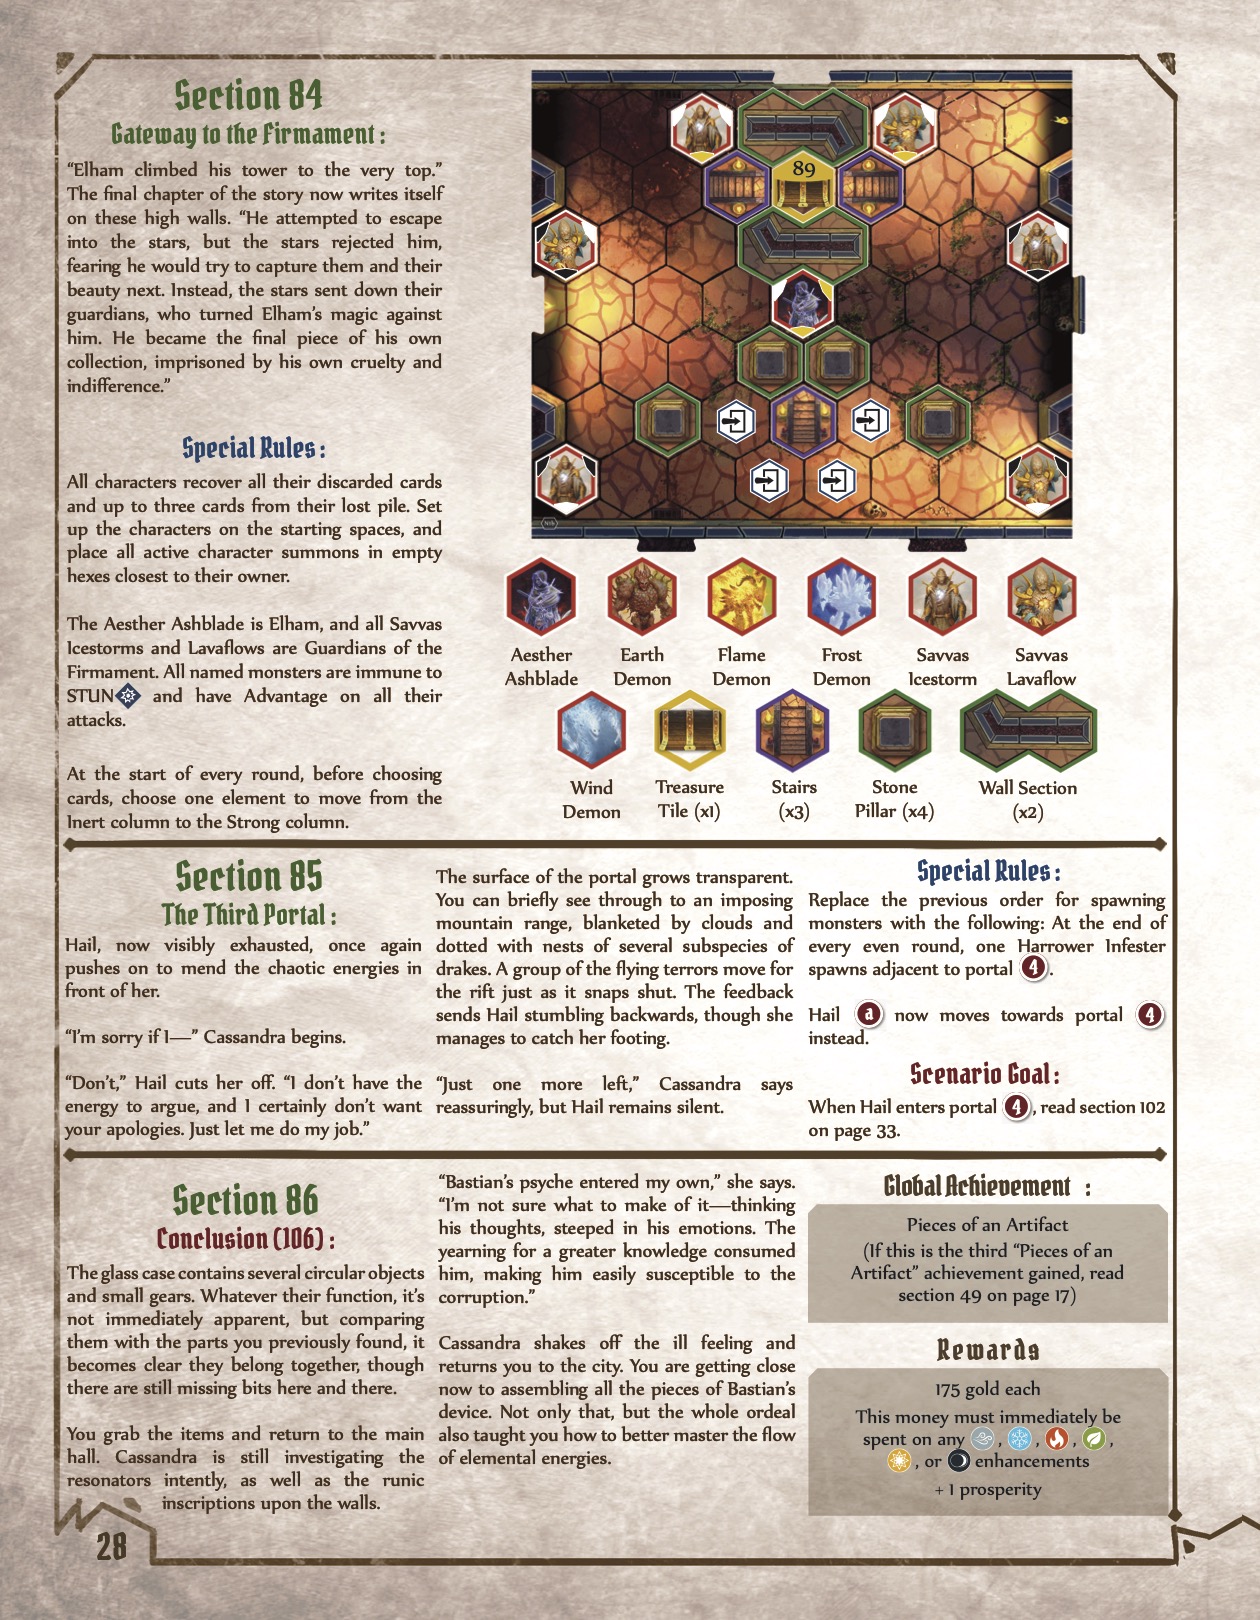 Section 84
Gateway to the Firmament:
“Elham climbed his tower to the very top.”
The final chapter of the story now writes itself
on these high walls. “He attempted to escape
into the stars, but the stars rejected him,
fearing he would try to capture them and their
beauty next. Instead, the stars sent down their
guardians, who turned Elham’s magic against
him. He became the final piece of his own
collection, imprisoned by his own cruelty and
indifference.”
Special Rules:
All characters recover all their discarded cards
and up to three cards from their lost pile. Set
up the characters on the starting spaces, and
place all active character summons in empty
hexes closest to their owner.
The Aesther Ashblade is Elham, and all Savvas
Icestorms and Lavaflows are Guardians of the
Firmament. All named monsters are immune to
STUN and have Advantage on all their
attacks.
At the start of every round, before choosing
cards, choose one element to move from the
Inert column to the Strong column.
89
Aesther
Ashblade
Earth
Demon
Flame
Demon
Frost
Demon
Savvas
Icestorm
Savvas
Lavaflow
Wind
Demon
Treasure
Tile (x1)
Stairs
(x3)
Stone
Pillar (x4)
Wall Section
(x2)
Section 85
The Third Portal:
Hail, now visibly exhausted, once again
pushes on to mend the chaotic energies in
front of her.
“I’m sorry if I—” Cassandra begins.
“Don’t,” Hail cuts her off. “I don’t have the
energy to argue, and I certainly don’t want
your apologies. Just let me do my job.”
The surface of the portal grows transparent.
You can briefly see through to an imposing
mountain range, blanketed by clouds and
dotted with nests of several subspecies of
drakes. A group of the flying terrors move for
the rift just as it snaps shut. The feedback
sends Hail stumbling backwards, though she
manages to catch her footing.
“Just one more left,” Cassandra says
reassuringly, but Hail remains silent.
Special Rules:
Replace the previous order for spawning
monsters with the following: At the end of
every even round, one Harrower Infester
spawns adjacent to portal 4.
Hail a now moves towards portal 4
instead.
Scenario Goal:
When Hail enters portal 4, read section 102
on page 33.
Section 86
Conclusion (106):
The glass case contains several circular objects
and small gears. Whatever their function, it’s
not immediately apparent, but comparing
them with the parts you previously found, it
becomes clear they belong together, though
there are still missing bits here and there.
You grab the items and return to the main
hall. Cassandra is still investigating the
resonators intently, as well as the runic
inscriptions upon the walls.
“Bastian’s psyche entered my own,” she says.
“I’m not sure what to make of it—thinking
his thoughts, steeped in his emotions. The
yearning for a greater knowledge consumed
him, making him easily susceptible to the
corruption.”
Cassandra shakes off the ill feeling and
returns you to the city. You are getting close
now to assembling all the pieces of Bastian’s
device. Not only that, but the whole ordeal
also taught you how to better master the flow
of elemental energies.
Global Achievement :
Pieces of an Artifact
(If this is the third “Pieces of an
Artifact” achievement gained, read
section 49 on page 17)
Rewards
175 gold each
This money must immediately be
spent on any , , , ,
, or enhancements
+ 1 prosperity
28